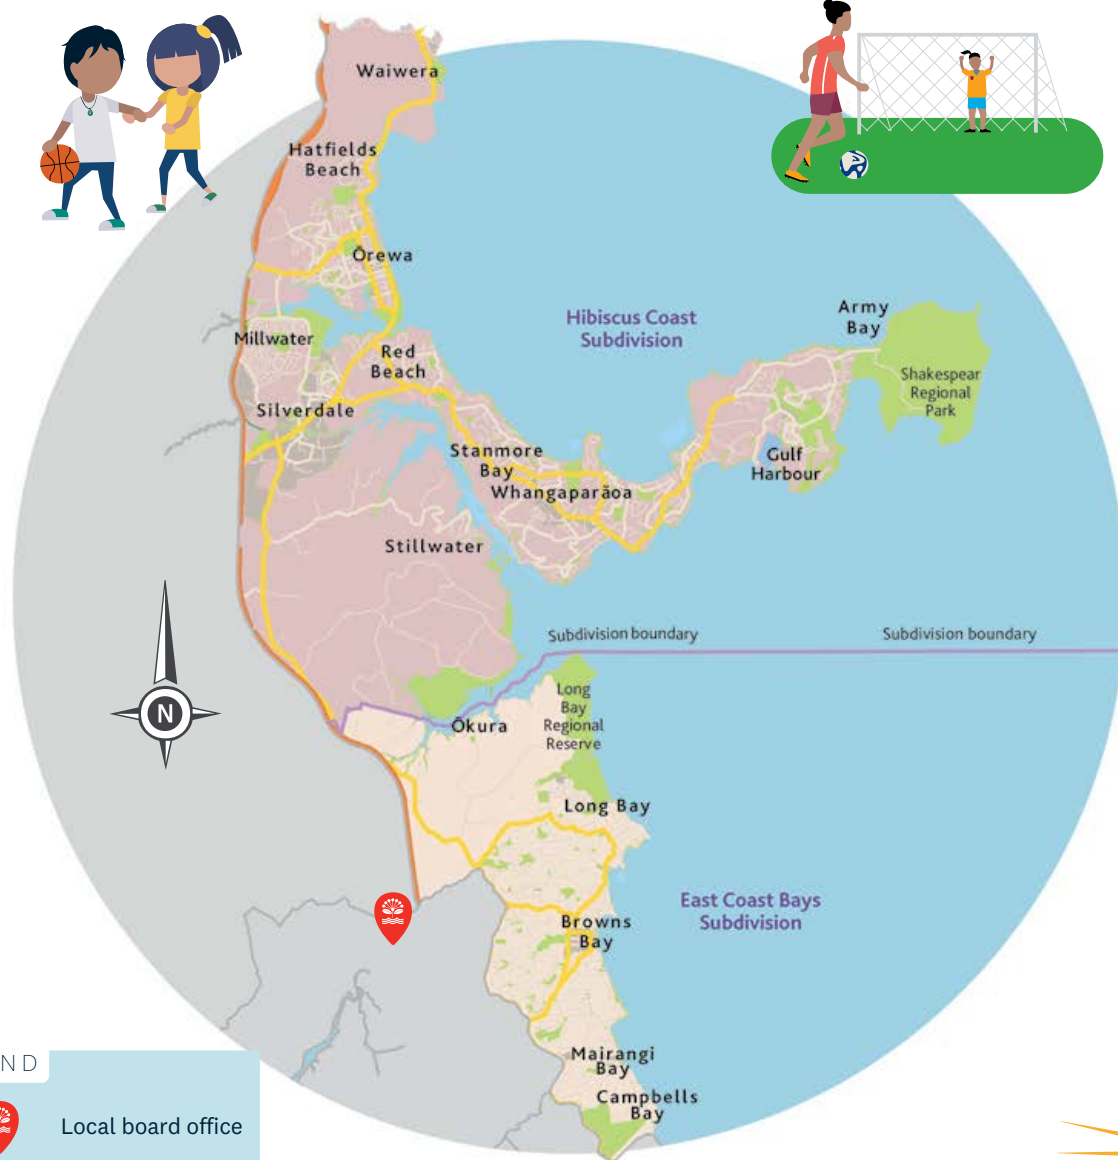 Waiwera
Hatfields
Beach
Ōrewa
Hibiscus Coast
Subdivision
Army
Bay
Millwater
Red
Beach
Shakespear
Regional
Park
Silverdale
Stanmore
Bay
Gulf
Harbour
Whangaparāoa
Stillwater
Subdivision boundary
Subdivision boundary
N
Long
Bay
Regional
Reserve
Ōkura
Long Bay
East Coast Bays
Subdivision
Browns
Bay
Mairangi
Bay
Campbells
Bay
ND
Local board office